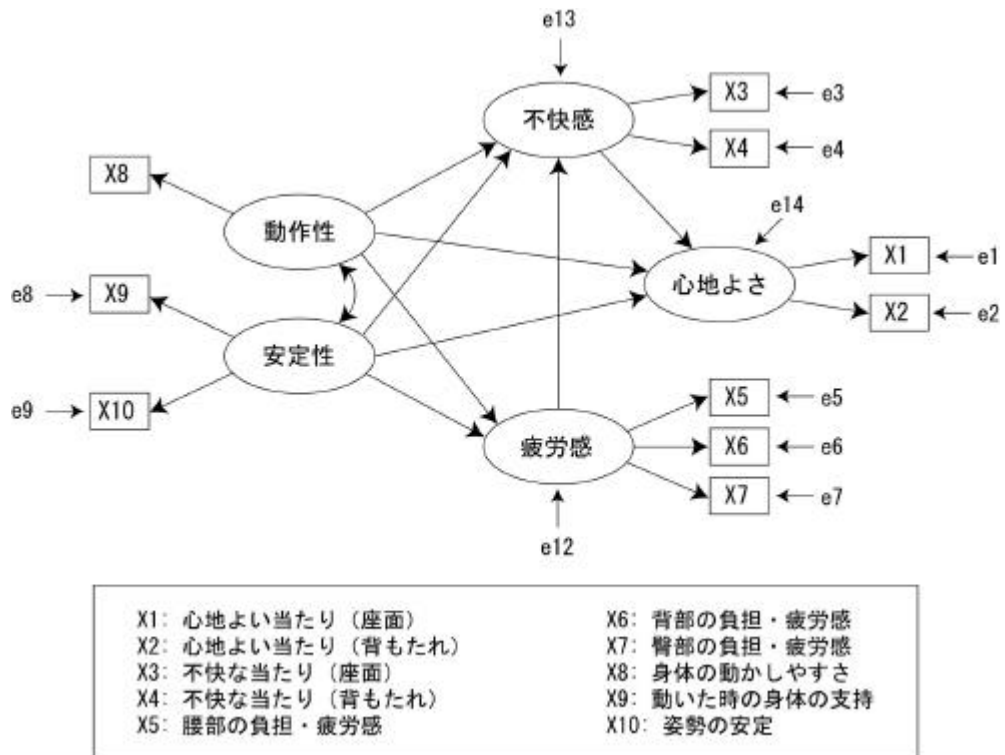 e13
不快感
X3
e3
X4
e4
X8
動作性
e14
心地よさ
X1
e1
X2
e2
e8
X9
安定性
e9
X10
疲労感
X5
e5
X6
e6
X7
e7
e12
X1: 心地よい当たり（座面）
X2: 心地よい当たり（背もたれ）
X3: 不快な当たり（座面）
X4: 不快な当たり（背もたれ）
X5: 腰部の負担・疲労感
X6: 背部の負担・疲労感
X7: 臀部の負担・疲労感
X8: 身体の動かしやすさ
X9: 動いた時の身体の支持
X10: 姿勢の安定